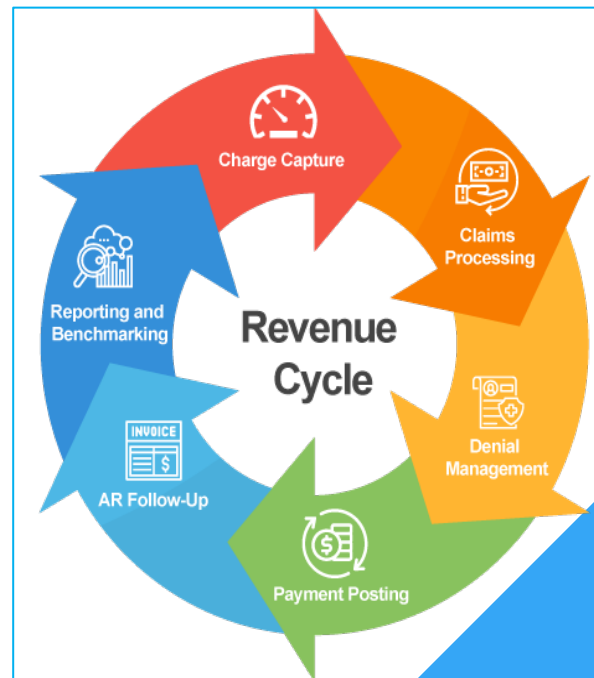 Charge Capture
Claims
Processing
Denial
Management
Payment Posting
INVOICE
$
AR Follow-Up
Reporting and
Benchmarking
Revenue
Cycle
$